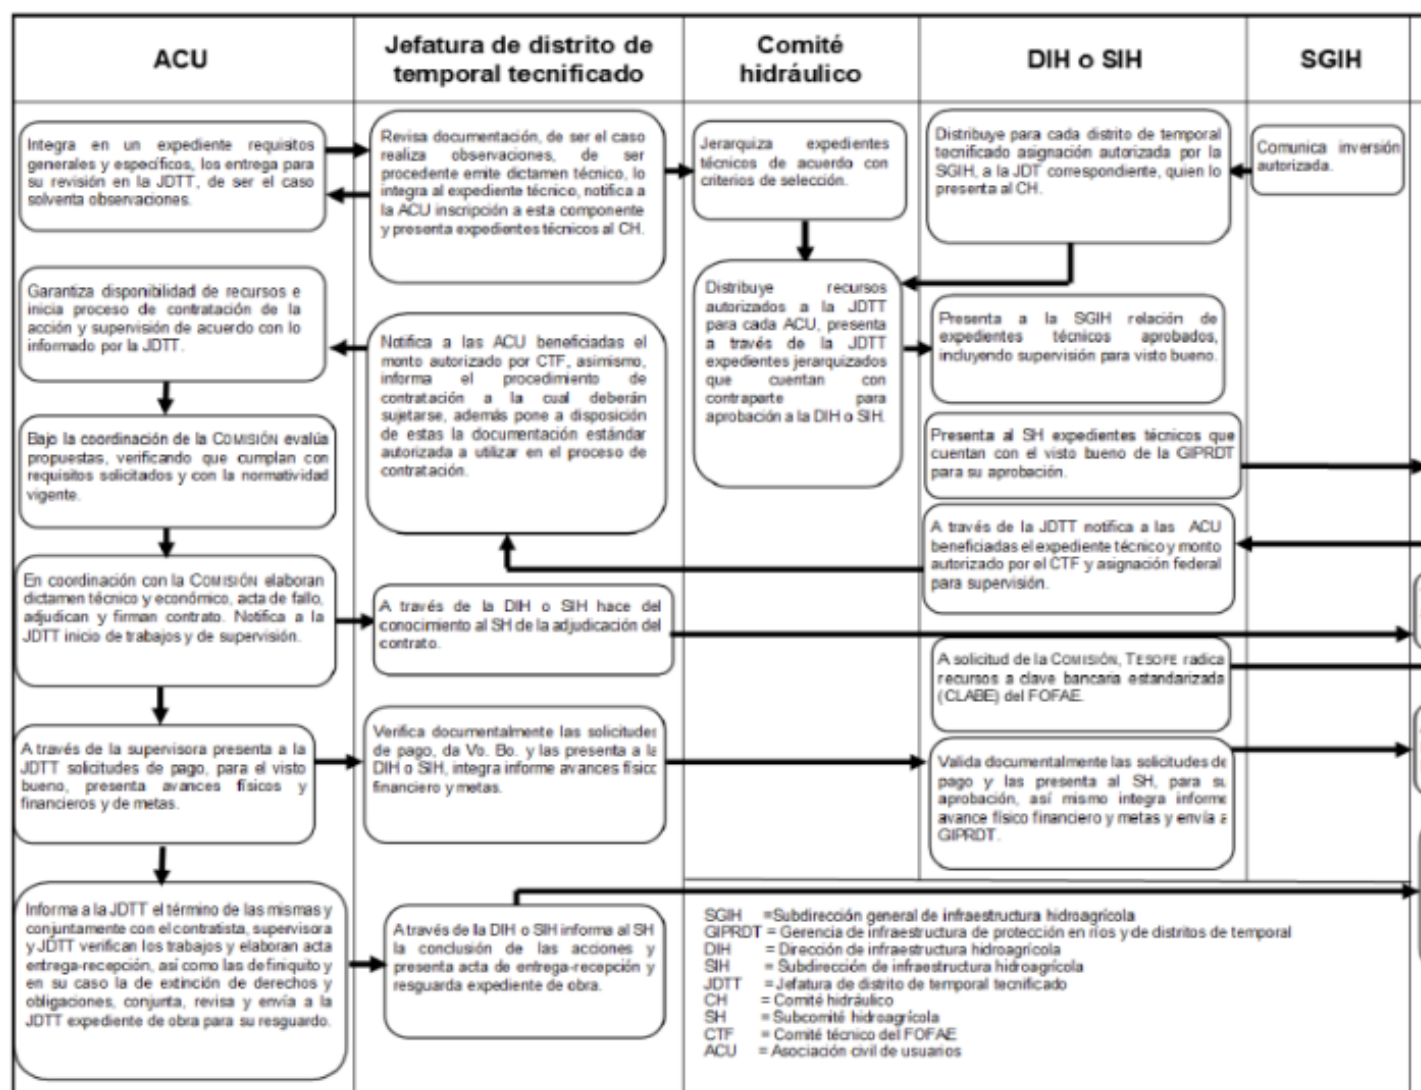 ACU
Jefatura de distrito de
temporal tecnificado
Comité
hidráulico
DIH o SIH
SGIH
Integra en un expediente requisitos
generales y específicos, los entrega para
su revisión en la JDTT, de ser el caso
solventa observaciones.
Revisa documentación, de ser el caso
realiza observaciones, de ser
procedente emite dictamen técnico, lo
integra al expediente técnico, notifica a
la ACU inscripción a esta componente
y presenta expedientes técnicos al CH.
Jerarquiza expedientes
técnicos de acuerdo con
criterios de selección.
Distribuye para cada distrito de temporal
tecnificado asignación autorizada por la
SGIH, a la JDT correspondiente, quien lo
presenta al CH.
Comunica inversión
autorizada.
Garantiza disponibilidad de recursos e
inicia proceso de contratación de la
acción y supervisión de acuerdo con lo
informado por la JDTT.
Notifica a las ACU beneficiadas el
monto autorizado por CTF, asimismo,
informa el procedimiento de
contratación a la cual deberán
sujetarse, además pone a disposición
de estas la documentación estándar
autorizada a utilizar en el proceso de
contratación.
Distribuye recursos
autorizados a la JDTT
para cada ACU, presenta
a través de la JDTT
expedientes jerarquizados
que cuentan con
contraparte para
aprobación a la DIH o SIH.
Presenta a la SGIH relación de
expedientes técnicos aprobados,
incluyendo supervisión para visto bueno.
Bajo la coordinación de la COMISIÓN evalúa
propuestas, verificando que cumplan con
requisitos solicitados y con la normatividad
vigente.
Presenta al SH expedientes técnicos que
cuentan con el visto bueno de la GIPRDT
para su aprobación.
A través de la JDTT notifica a las ACU
beneficiadas el expediente técnico y monto
autorizado por el CTF y asignación federal
para supervisión.
En coordinación con la COMISIÓN elaboran
dictamen técnico y económico, acta de fallo,
adjudican y firman contrato. Notifica a la
JDTT inicio de trabajos y de supervisión.
A través de la DIH o SIH hace del
conocimiento al SH de la adjudicación del
contrato.
A solicitud de la COMISIÓN, TESOFE radica
recursos a clave bancaria estandarizada
(CLABE) del FOFAE.
A través de la supervisora presenta a la
JDTT solicitudes de pago, para el visto
bueno, presenta avances físicos y
financieros y de metas.
Verifica documentalmente las solicitudes
de pago, da Vo. Bo. y las presenta a la
DIH o SIH, integra informe avances físico
financiero y metas.
Valida documentalmente las solicitudes de
pago y las presenta al SH, para su
aprobación, así mismo integra informe
avance físico financiero y metas y envía a
GIPRDT.
Informa a la JDTT el término de las mismas y
conjuntamente con el contratista, supervisora
y JDTT verifican los trabajos y elaboran acta
entrega-recepción, así como las de finiquito y
en su caso la de extinción de derechos y
obligaciones, conjunta, revisa y envía a la
JDTT expediente de obra para su resguardo.
A través de la DIH o SIH informa al SH
la conclusión de las acciones y
presenta acta de entrega-recepción y
resguarda expediente de obra.
SGIH =Subdirección general de infraestructura hidroagrícola
GIPRDT = Gerencia de infraestructura de protección en ríos y de distritos de temporal
DIH = Dirección de infraestructura hidroagrícola
SIH = Subdirección de infraestructura hidroagrícola
JDTT = Jefatura de distrito de temporal tecnificado
CH = Comité hidráulico
SH = Subcomité hidroagrícola
CTF = Comité técnico del FOFAE
ACU = Asociación civil de usuarios